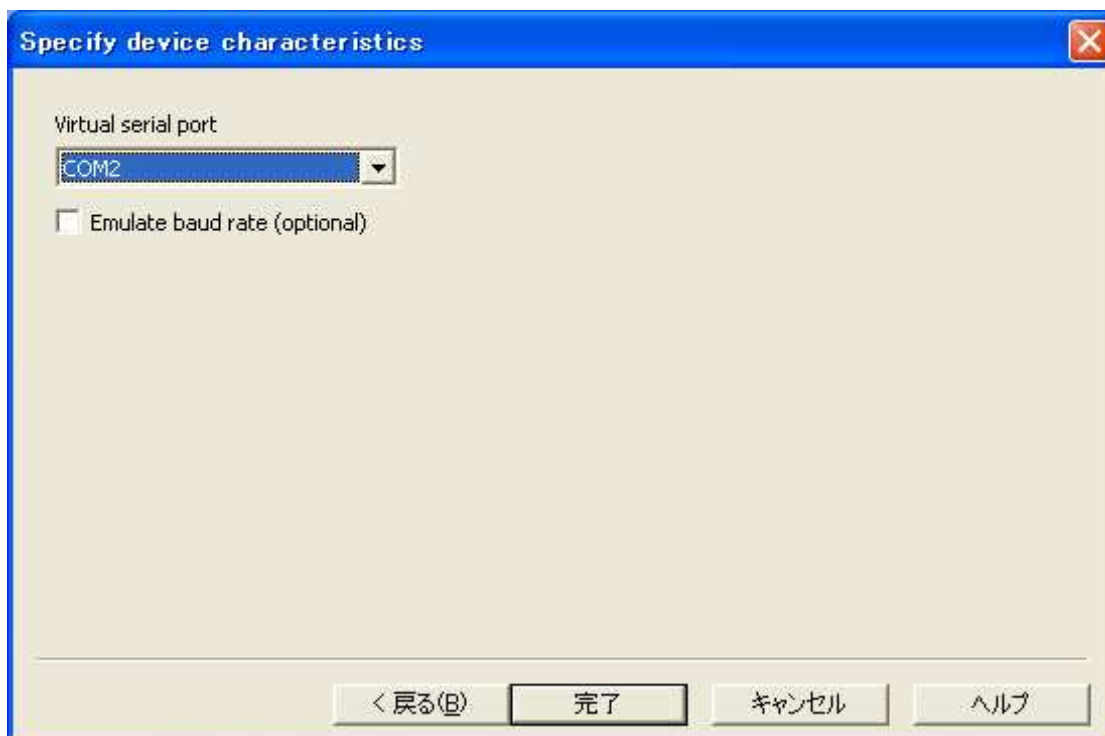 Specify device characteristics
Virtual serial port
COM2
Emulate baud rate (optional)
< 戻る(B) 完了 キャンセル ヘルプ